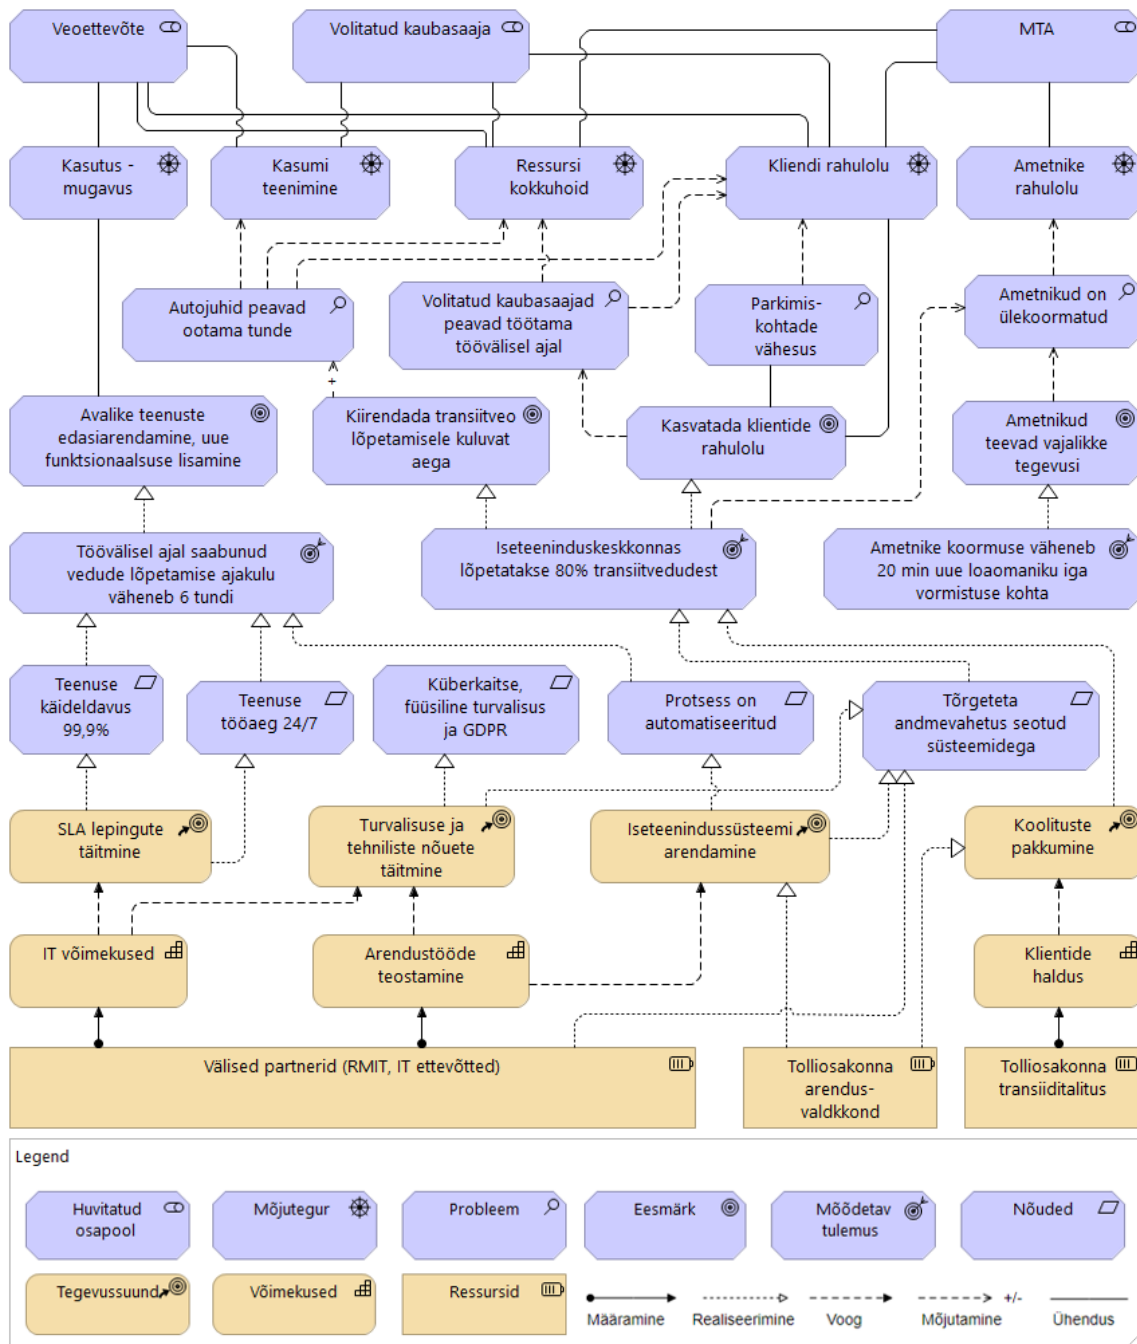 Veoettevõte
Volitatud kaubasaaja
MTA
Kasutus -
mugavus
Kasumi
teenimine
Ressursi
kokkuhoid
Kliendi rahulolu
Ametnike
rahulolu
Autojuhid peavad
ootama tunde
Volitatud kaubasaajad
peavad töötama
töövälisel ajal
Parkimis-
kohtade
vähesus
Ametnikud on
ülekoormatud
+
Avalike teenuste
edasiarendamine, uue
funktsionaalsuse lisamine
Kiirendada transiitveo
lõpetamisele kuluvat
aega
Kasvatada klientide
rahulolu
Ametnikud
teevad vajalikke
tegevusi
Töövälisel ajal saabunud
vedude lõpetamise ajakulu
väheneb 6 tundi
Iseteeninduskeskkonnas
lõpetatakse 80% transiitvedudest
Ametnike koormuse väheneb
20 min uue loaomaniku iga
vormistuse kohta
Teenuse
käideldavus
99,9%
Teenuse
tööaeg 24/7
Küberkaitse,
füüsiline turvalisus
ja GDPR
Protsess on
automatiseeritud
Tõrgeteta
andmevahetus seotud
süsteemidega
SLA lepingute
täitmine
Turvalisuse ja
tehniliste nõuete
täitmine
Iseteenindussüsteemi
arendamine
Koolituste
pakkumine
IT võimekused
Arendustööde
teostamine
Klientide
haldus
Välised partnerid (RMIT, IT ettevõtted)
Tolliosakonna
arendus-
valdkkond
Tolliosakonna
transiiditalitus
Legend
Huvitatud
osapool
Mõjutegur
Probleem
Eesmärk
Mõõdetav
tulemus
Nõuded
Tegevussuund
Võimekused
Ressursid
+/-
Määramine
Realiseerimine
Voog
Mõjutamine
Ühendus